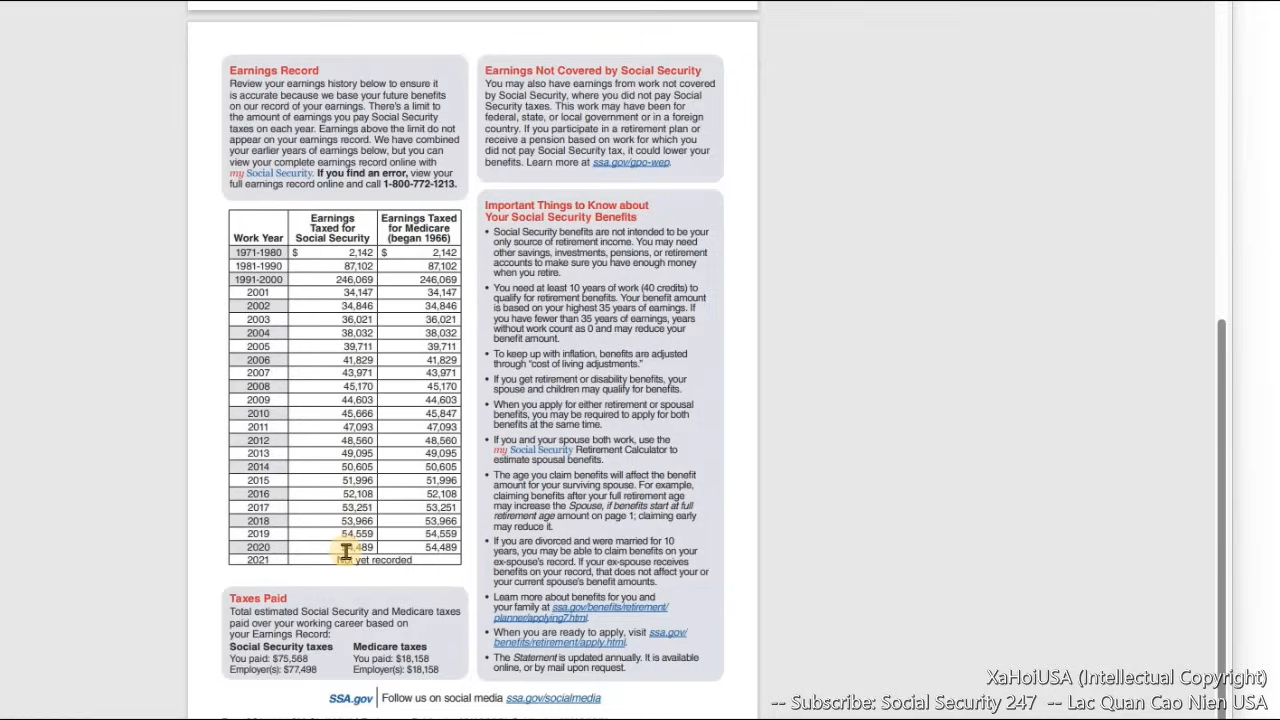 Earnings Record
Review your earnings history below to ensure it
is accurate because we base your future benefits
on our record of your earnings. There's a limit to
the amount of earnings you pay Social Security
taxes on each year. Earnings above the limit do not
appear on your earnings record. We have combined
your earlier years of earnings below, but you can
view your complete earnings record online with
my Social Security. If you find an error, view your
full earnings record online and call 1-800-772-1213.
Work Year | Earnings Taxed for Social Security | Earnings Taxed for Medicare (began 1966)
1971-1980 $ 2,142 $ 2,142
1981-1990 87,102 87,102
1991-2000 246,069 246,069
2001 34,147 34,147
2002 34,846 34,846
2003 36,021 36,021
2004 38,032 38,032
2005 39,711 39,711
2006 41,829 41,829
2007 43,971 43,971
2008 45,170 45,170
2009 44,603 44,603
2010 45,666 45,847
2011 47,093 47,093
2012 48,560 48,560
2013 49,095 49,095
2014 50,605 50,605
2015 51,996 51,996
2016 52,108 52,108
2017 53,251 53,251
2018 53,966 53,966
2019 54,559 54,559
2020 54,489
2021 Not yet recorded
Taxes Paid
Total estimated Social Security and Medicare taxes
paid over your working career based on
your Earnings Record:
Social Security taxes Medicare taxes
You paid: $75,568 You paid: $18,158
Employer(s): $77,498 Employer(s): $18,158
Earnings Not Covered by Social Security
You may also have earnings from work not covered
by Social Security, where you did not pay Social
Security taxes. This work may have been for
federal, state, or local government or in a foreign
country. If you participate in a retirement plan or
receive a pension based on work for which you
did not pay Social Security tax, it could lower your
benefits. Learn more at ssa.gov/gpo-wep.
Important Things to Know about
Your Social Security Benefits
• Social Security benefits are not intended to be your
only source of retirement income. You may need
other savings, investments, pensions, or retirement
accounts to make sure you have enough money
when you retire.
• You need at least 10 years of work (40 credits) to
qualify for retirement benefits. Your benefit amount
is based on your highest 35 years of earnings. If
you have fewer than 35 years of earnings, years
without work count as 0 and may reduce your
benefit amount.
• To keep up with inflation, benefits are adjusted
through “cost of living adjustments.”
• If you get retirement or disability benefits, your
spouse and children may qualify for benefits.
• When you apply for either retirement or spousal
benefits, you may be required to apply for both
benefits at the same time.
• If you and your spouse both work, use the
my Social Security Retirement Calculator to
estimate spousal benefits.
• The age you claim benefits will affect the benefit
amount for your surviving spouse. For example,
claiming benefits after your full retirement age
may increase the Spouse, if benefits start at full
retirement age amount on page 1; claiming early
may reduce it.
• If you are divorced and were married for 10
years, you may be able to claim benefits on your
ex-spouse's record. If your ex-spouse receives
benefits on your record, that does not affect your or
your current spouse's benefit amounts.
• Learn more about benefits for you and
your family at ssa.gov/benefits/retirement/
planner/applying7.html.
• When you are ready to apply, visit ssa.gov/
benefits/retirement/apply.html.
• The Statement is updated annually. It is available
online, or by mail upon request.
SSA.gov | Follow us on social media ssa.gov/socialmedia
XaHoiUSA (Intellectual Copyright)
-- Subscribe: Social Security 247 -- Lac Quan Cao Nien USA